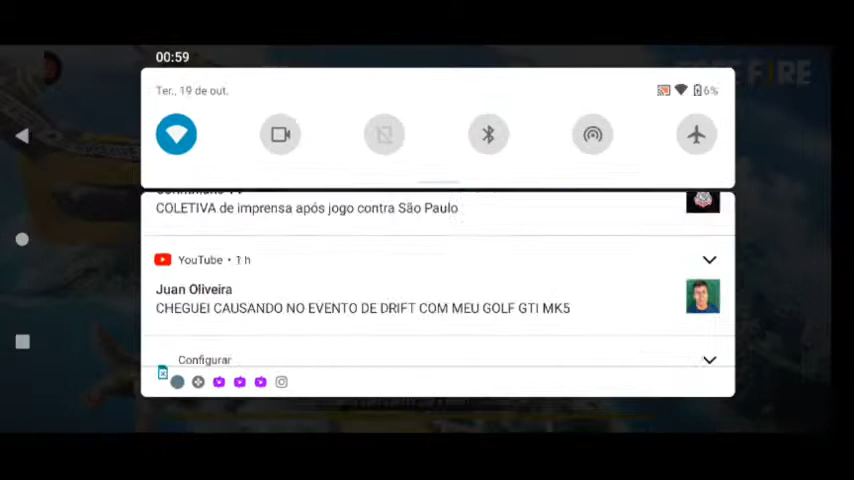 00:59
Ter., 19 de out.
6%
COLETIVA de imprensa após jogo contra São Paulo
YouTube • 1 h
Juan Oliveira
CHEGUEI CAUSANDO NO EVENTO DE DRIFT COM MEU GOLF GTI MK5
Configurar